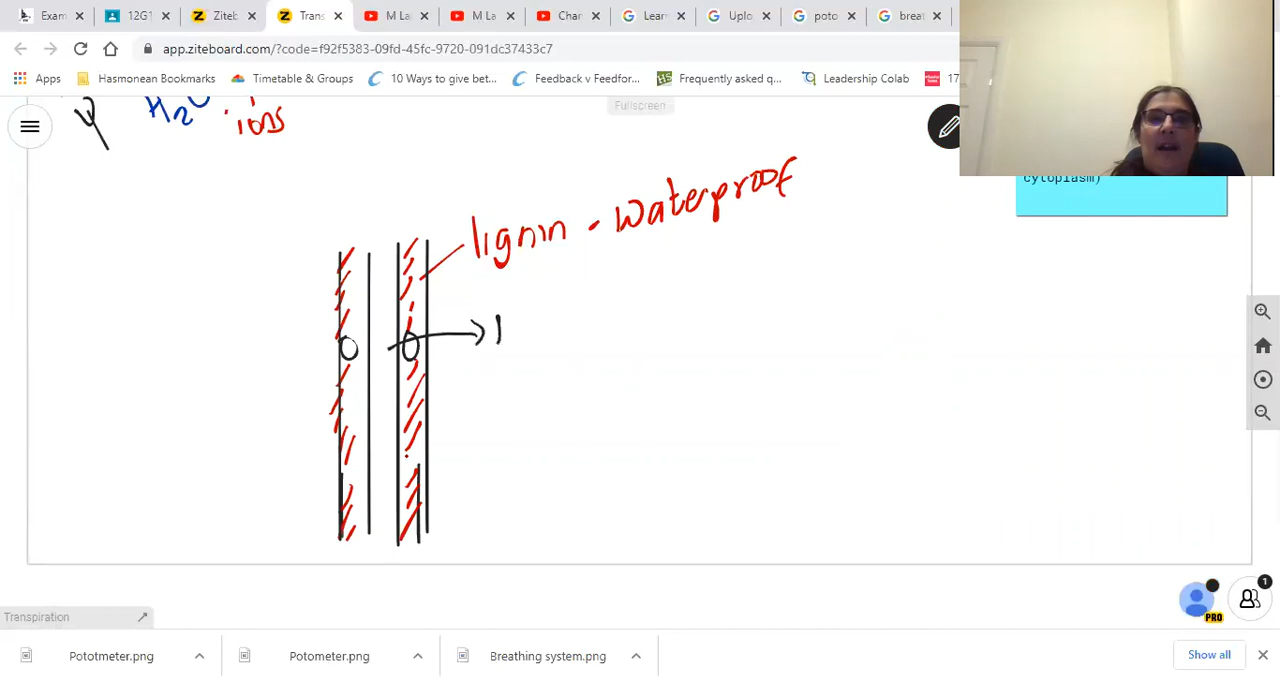 Exam
12G1
Ziteb
Trans
M La
M La
Char
Learn
Uplo
poto
breat
app.ziteboard.com/?code=f92f5383-09fd-45fc-9720-091dc37433c7
Apps
Hasmonean Bookmarks
Timetable & Groups
10 Ways to give bet...
Feedback v Feedfor...
Frequently asked q...
Leadership Colab
17
Fullscreen
H2O
ions
cytoplasm)
lignin · waterproof
Transpiration
PRO
1
Pototmeter.png
Potometer.png
Breathing system.png
Show all